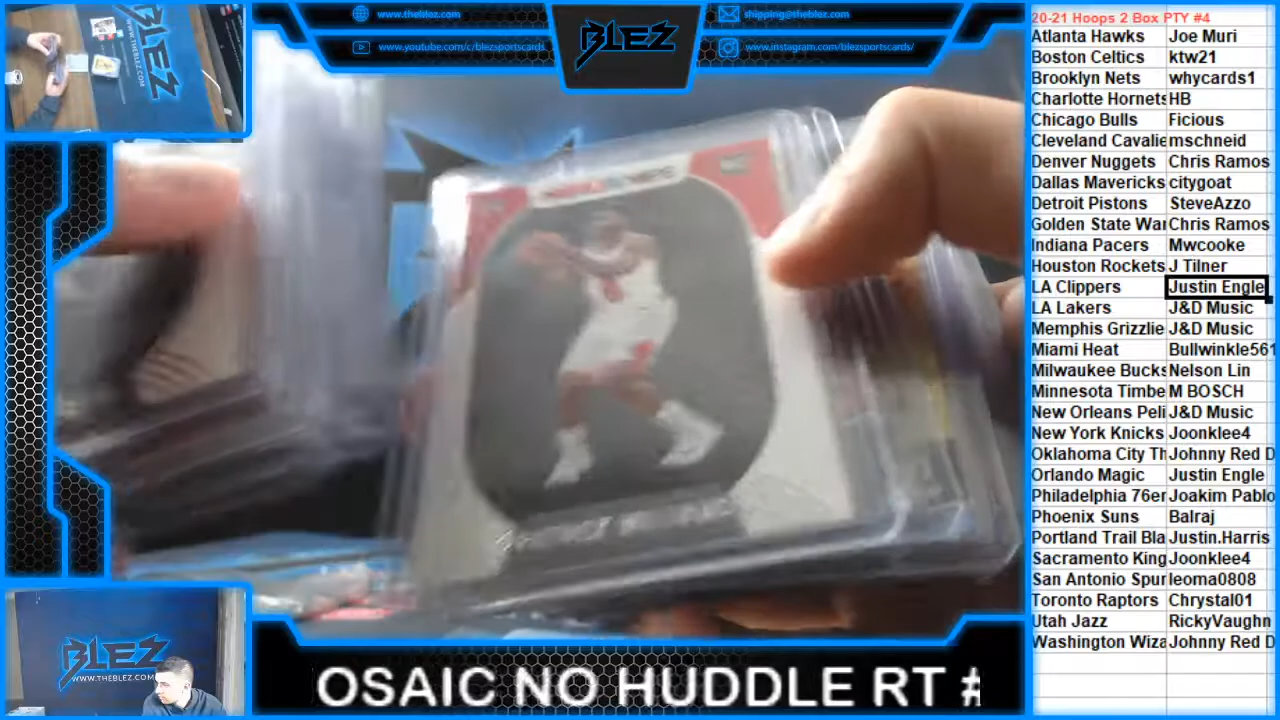 www.theblez.com
www.youtube.com/c/blezsportscards
BLEZ
shipping@theblez.com
www.instagram.com/blezsportscards/
BLEZ
WWW.THEBLEZ.COM
BLEZ
WWW.THEBLEZ.COM
OSAIC NO HUDDLE RT #
20-21 Hoops 2 Box PTY #4
Atlanta Hawks Joe Muri
Boston Celtics ktw21
Brooklyn Nets whycards1
Charlotte Hornets HB
Chicago Bulls Ficious
Cleveland Cavalie mschneid
Denver Nuggets Chris Ramos
Dallas Mavericks citygoat
Detroit Pistons SteveAzzo
Golden State War Chris Ramos
Indiana Pacers Mwcooke
Houston Rockets J Tilner
LA Clippers Justin Engle
LA Lakers J&D Music
Memphis Grizzlie J&D Music
Miami Heat Bullwinkle561
Milwaukee Bucks Nelson Lin
Minnesota Timbe M BOSCH
New Orleans Peli J&D Music
New York Knicks Joonklee4
Oklahoma City Th Johnny Red D
Orlando Magic Justin Engle
Philadelphia 76er Joakim Pablo
Phoenix Suns Balraj
Portland Trail Bla Justin.Harris
Sacramento King Joonklee4
San Antonio Spur leoma0808
Toronto Raptors Chrystal01
Utah Jazz RickyVaughn
Washington Wiza Johnny Red D